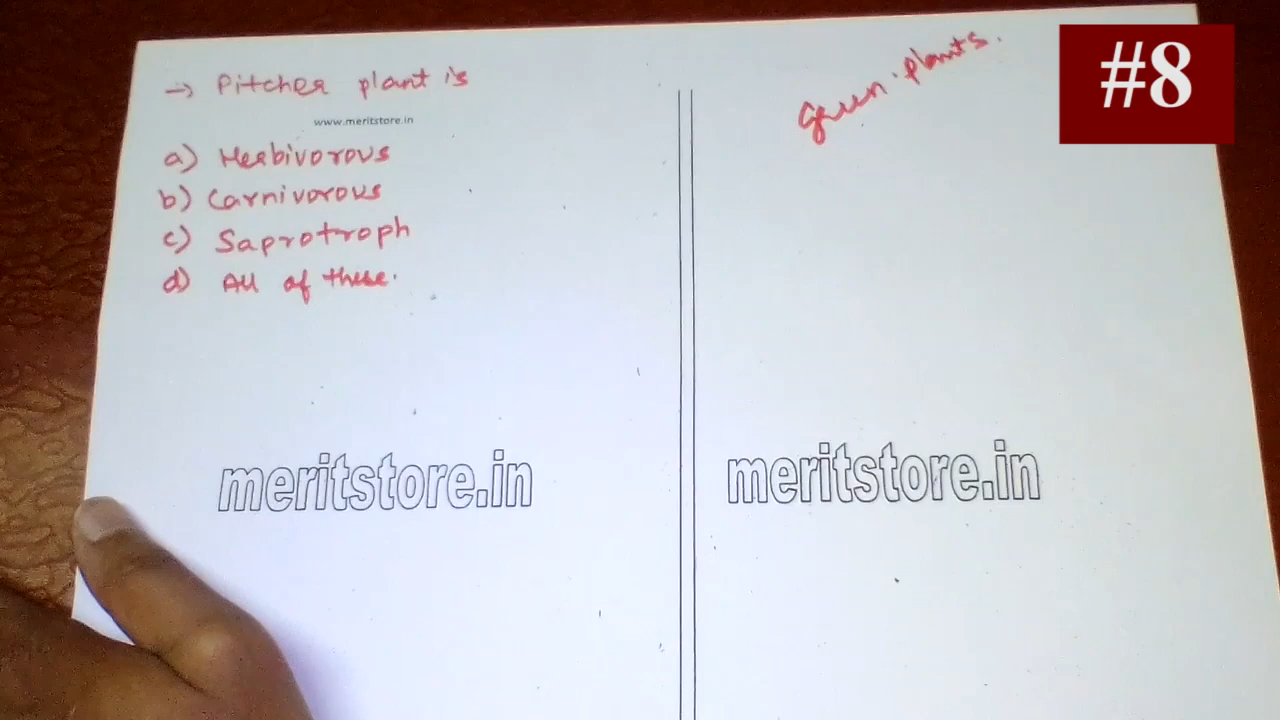 → Pitcher plant is
www.meritstore.in
a) Herbivorous
b) Carnivorous
c) Saprotroph
d) All of these.
Green plants.
#8
meritstore.in
meritstore.in